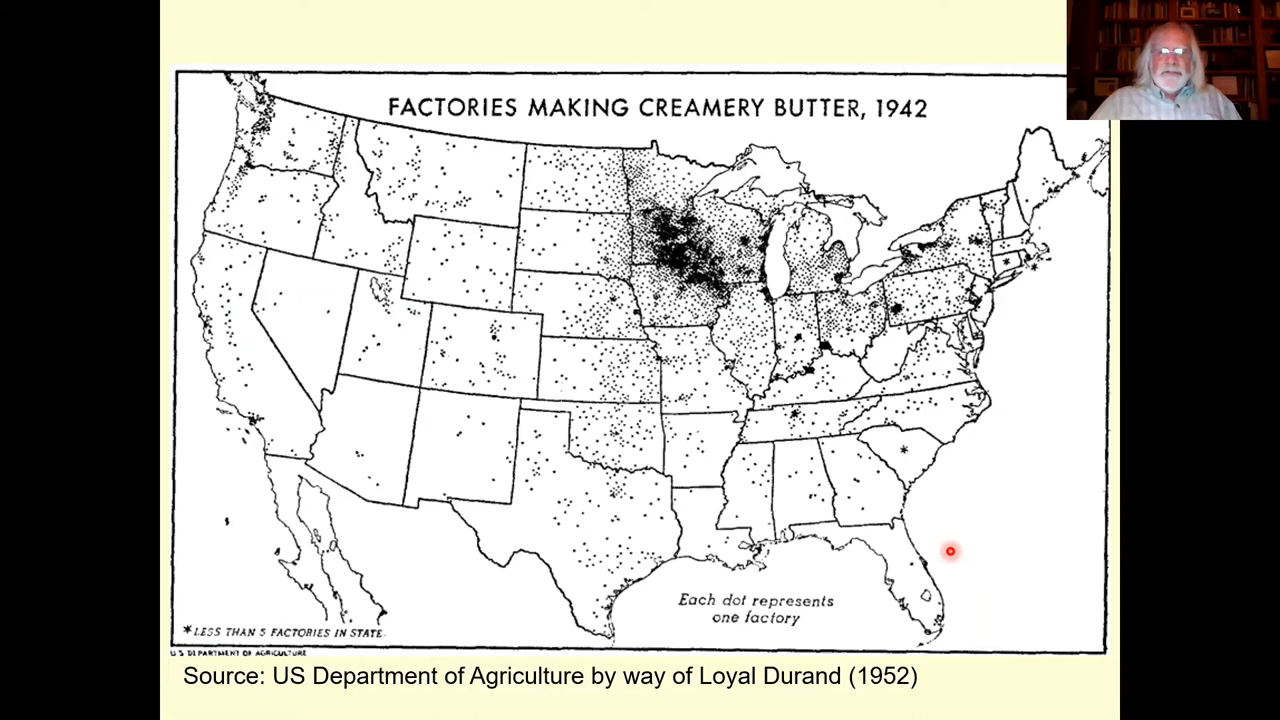 FACTORIES MAKING CREAMERY BUTTER, 1942
Each dot represents
one factory
*LESS THAN 5 FACTORIES IN STATE.
U.S. DEPARTMENT OF AGRICULTURE
Source: US Department of Agriculture by way of Loyal Durand (1952)